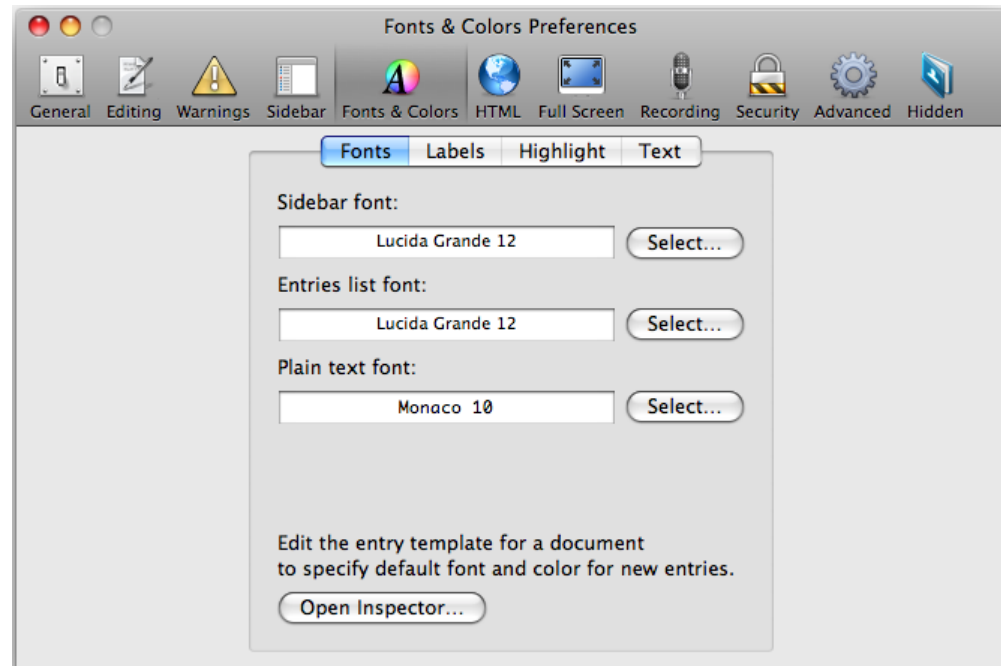 Fonts & Colors Preferences
General Editing Warnings Sidebar Fonts & Colors HTML Full Screen Recording Security Advanced Hidden
Fonts Labels Highlight Text
Sidebar font:
Lucida Grande 12 Select...
Entries list font:
Lucida Grande 12 Select...
Plain text font:
Monaco 10 Select...
Edit the entry template for a document
to specify default font and color for new entries.
Open Inspector...